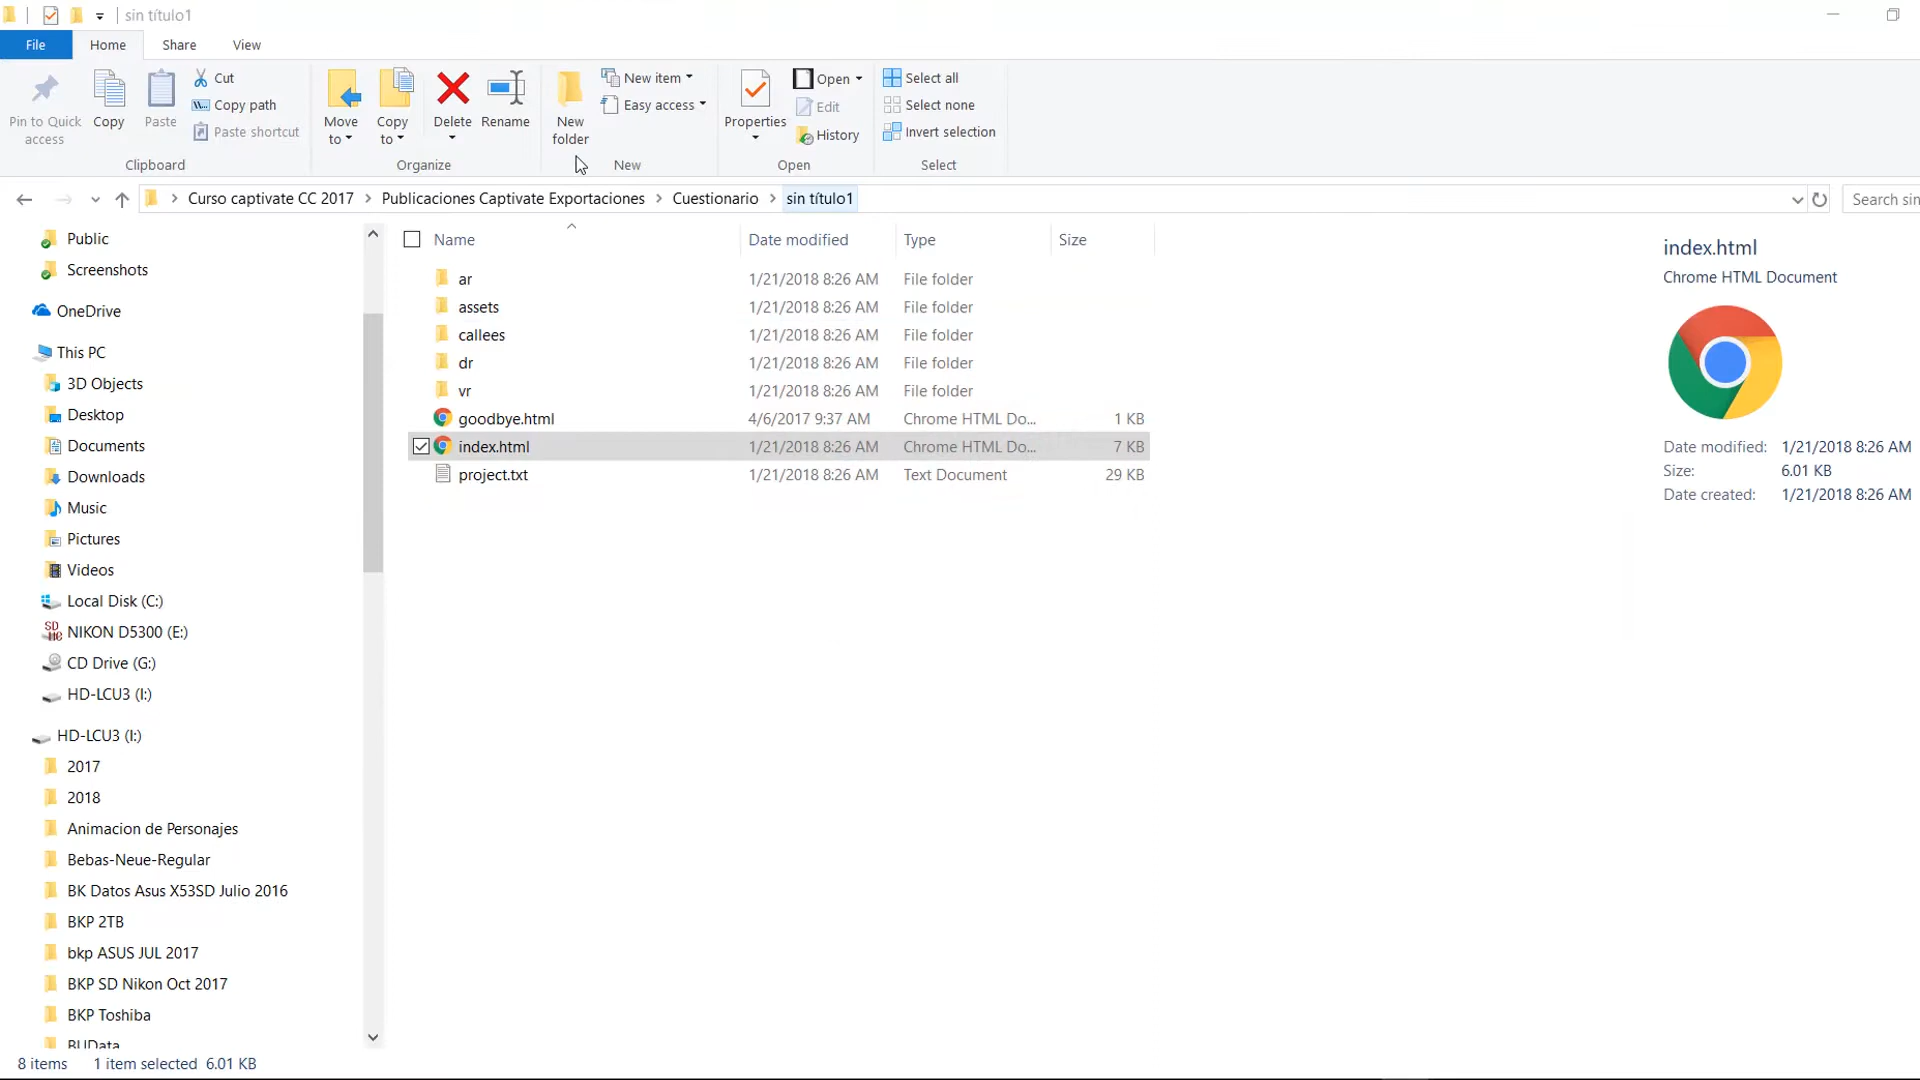 sin título1
File Home Share View
Pin to Quick access
Copy
Paste
Cut
Copy path
Paste shortcut
Clipboard
Move to
Copy to
Delete
Rename
Organize
New folder
New item
Easy access
New
Properties
Open
Edit
History
Open
Select all
Select none
Invert selection
Select
Curso captivate CC 2017 > Publicaciones Captivate Exportaciones > Cuestionario > sin título1
Search sin
Public
Screenshots
OneDrive
This PC
3D Objects
Desktop
Documents
Downloads
Music
Pictures
Videos
Local Disk (C:)
NIKON D5300 (E:)
CD Drive (G:)
HD-LCU3 (I:)
HD-LCU3 (I:)
2017
2018
Animacion de Personajes
Bebas-Neue-Regular
BK Datos Asus X53SD Julio 2016
BKP 2TB
bkp ASUS JUL 2017
BKP SD Nikon Oct 2017
BKP Toshiba
BUData
Name Date modified Type Size
ar 1/21/2018 8:26 AM File folder
assets 1/21/2018 8:26 AM File folder
callees 1/21/2018 8:26 AM File folder
dr 1/21/2018 8:26 AM File folder
vr 1/21/2018 8:26 AM File folder
goodbye.html 4/6/2017 9:37 AM Chrome HTML Do... 1 KB
index.html 1/21/2018 8:26 AM Chrome HTML Do... 7 KB
project.txt 1/21/2018 8:26 AM Text Document 29 KB
index.html
Chrome HTML Document
Date modified: 1/21/2018 8:26 AM
Size: 6.01 KB
Date created: 1/21/2018 8:26 AM
8 items 1 item selected 6.01 KB